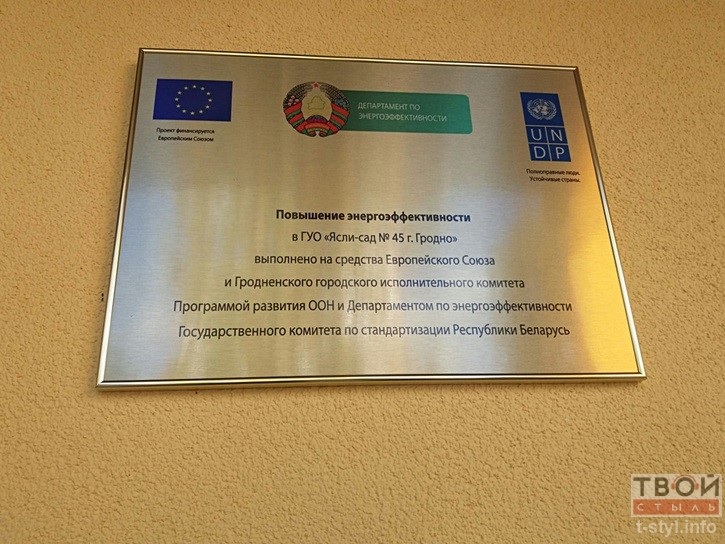 Проект финансируется
Европейским Союзом
ДЕПАРТАМЕНТ ПО
ЭНЕРГОЭФФЕКТИВНОСТИ
UN
DP
Полноправные люди.
Устойчивые страны.
Повышение энергоэффективности
в ГУО «Ясли-сад № 45 г. Гродно»
выполнено на средства Европейского Союза
и Гродненского городского исполнительного комитета
Программой развития ООН и Департаментом по энергоэффективности
Государственного комитета по стандартизации Республики Беларусь
ТВОЙ
СТЫЛЬ
t-styl.info